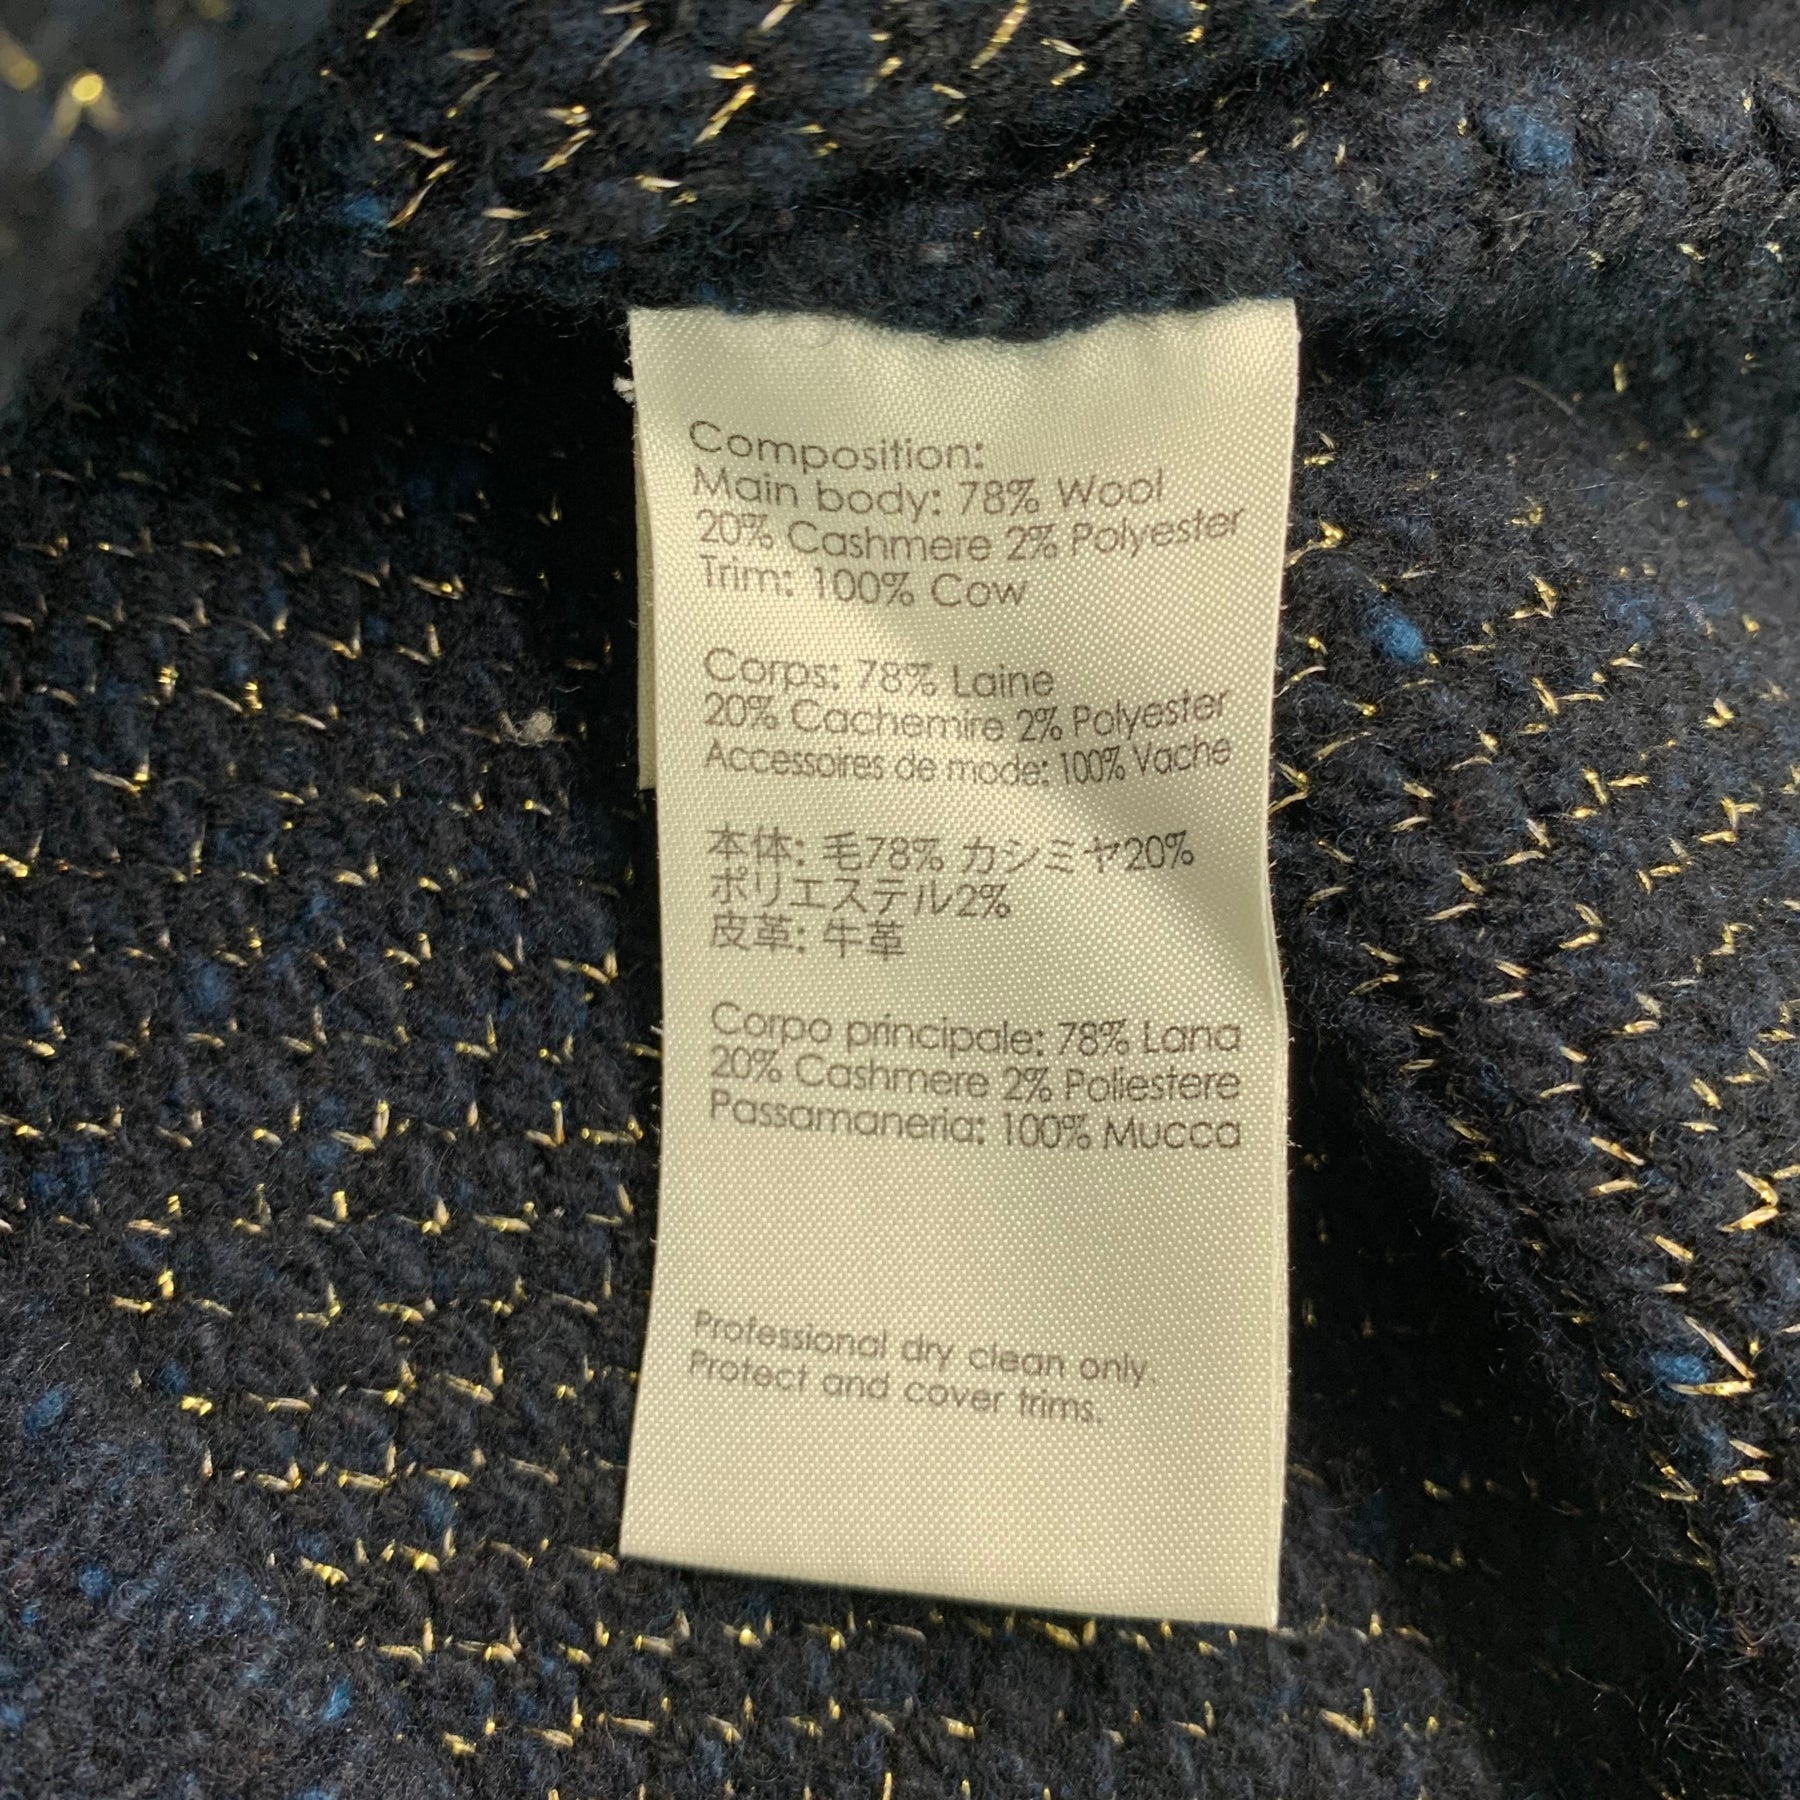 Composition:
Main body: 78% Wool
20% Cashmere 2% Polyester
Trim: 100% Cow
Corps: 78% Laine
20% Cachemire 2% Polyester
Accessoires de mode: 100% Vache
本体: 毛78% カシミヤ20%
ポリエステル2%
皮革: 牛革
Corpo principale: 78% Lana
20% Cashmere 2% Poliestere
Passamaneria: 100% Mucca
Professional dry clean only.
Protect and cover trims.